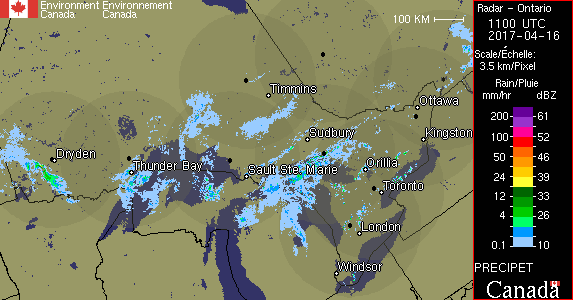 Environment Environnement
Canada Canada
100 KM
Timmins
Ottawa
Sudbury
Kingston
Dryden
Thunder Bay
Sault Ste. Marie
Orillia
Toronto
London
Windsor
Radar - Ontario
1100 UTC
2017-04-16
Scale/Échelle:
3.5 km/Pixel
Rain/Pluie
mm/hr dBZ
200 61
100 52
50 46
24 39
12 33
4 26
0.1 10
PRECIPET
Canada